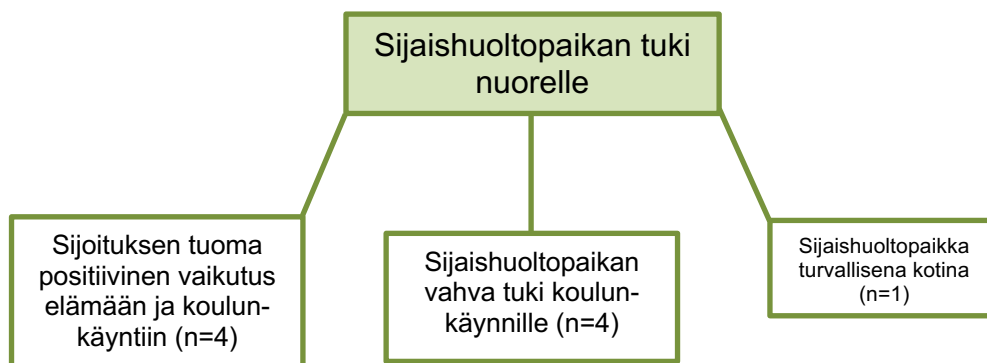 Sijaishuoltopaikan tuki
nuorelle
Sijoituksen tuoma
positiivinen vaikutus
elämään ja koulun-
käyntiin (n=4)
Sijaishuoltopaikan
vahva tuki koulun-
käynnille (n=4)
Sijaishuoltopaikka
turvallisena kotina
(n=1)